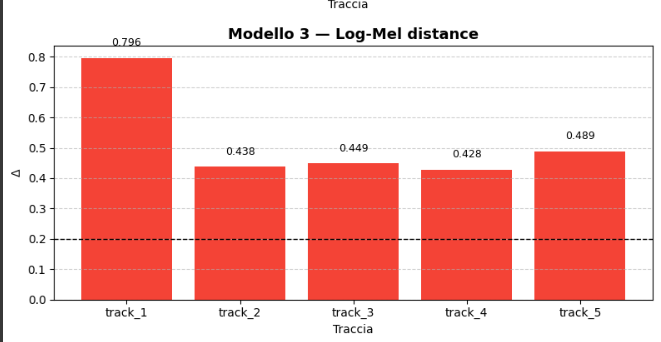 Traccia
Modello 3 — Log-Mel distance
0.796
0.8
0.7
0.6
0.5
0.489
0.438
0.449
0.428
0.4
Δ
0.3
0.2
0.1
0.0
track_1 track_2 track_3 track_4 track_5
Traccia